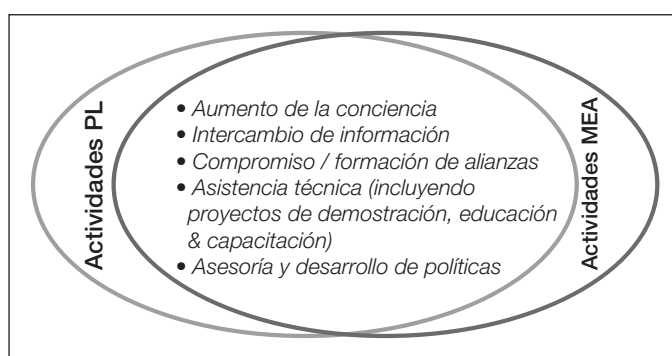 Actividades PL
• Aumento de la conciencia
• Intercambio de información
• Compromiso / formación de alianzas
• Asistencia técnica (incluyendo
proyectos de demostración, educación
& capacitación)
• Asesoría y desarrollo de políticas
Actividades MEA